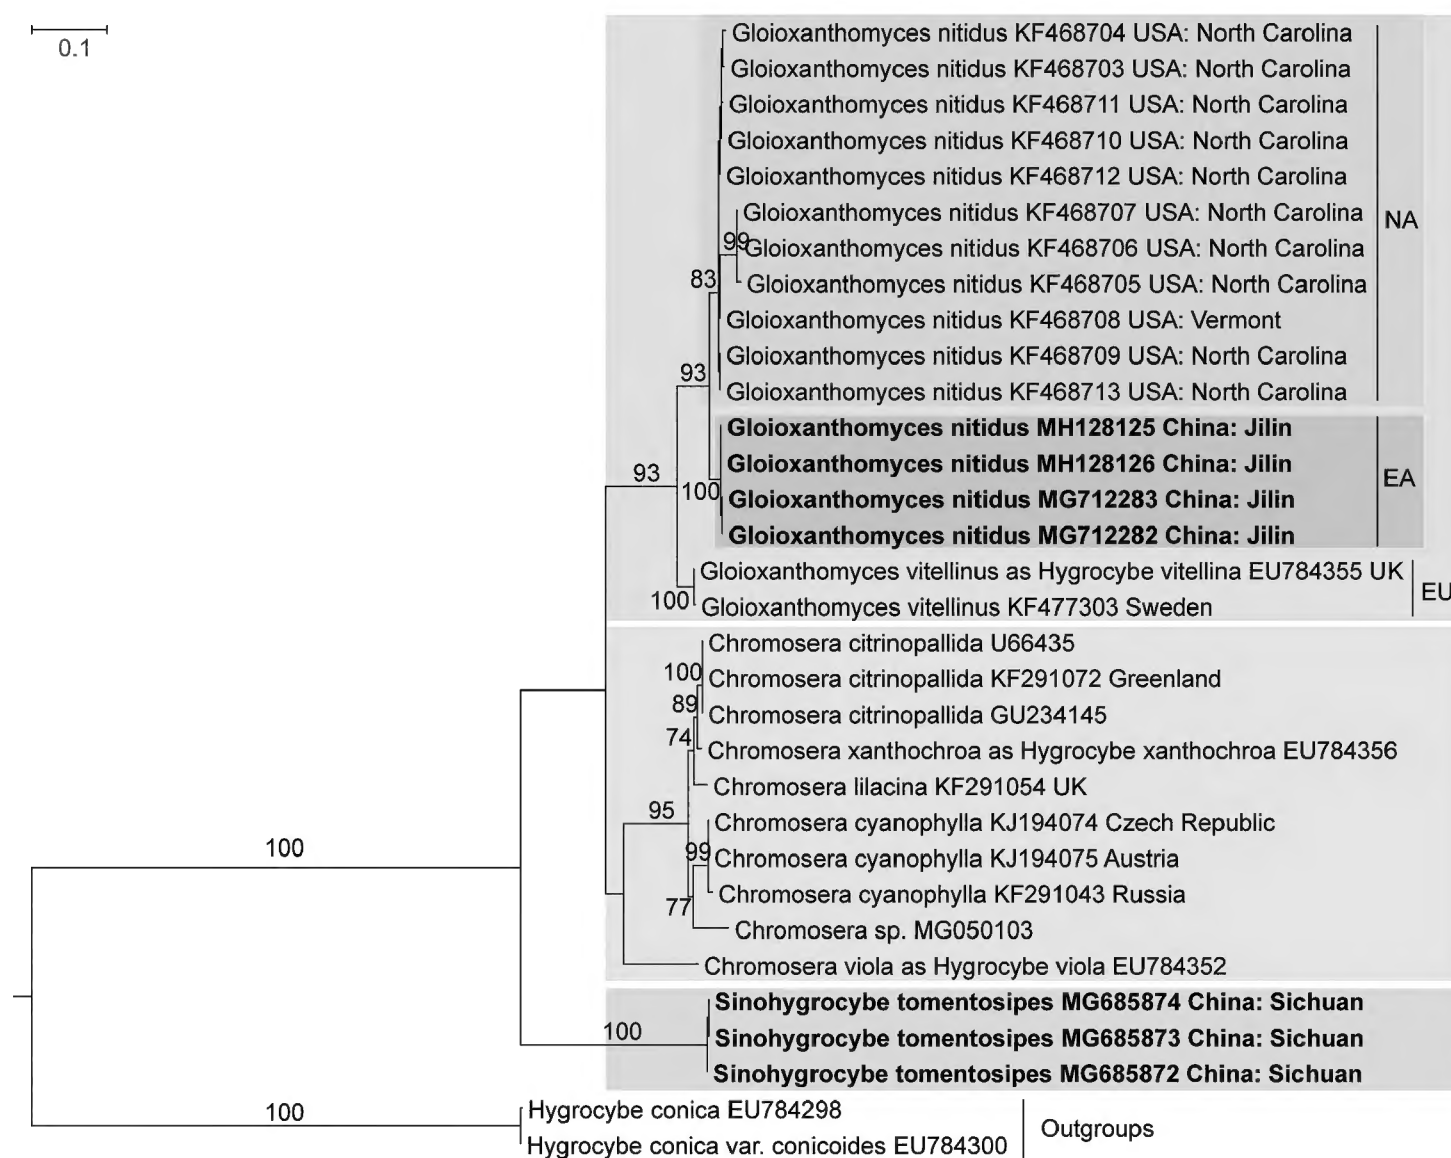 0.1
Gloioxanthomyces nitidus KF468704 USA: North Carolina
Gloioxanthomyces nitidus KF468703 USA: North Carolina
Gloioxanthomyces nitidus KF468711 USA: North Carolina
Gloioxanthomyces nitidus KF468710 USA: North Carolina
Gloioxanthomyces nitidus KF468712 USA: North Carolina
Gloioxanthomyces nitidus KF468707 USA: North Carolina
NA
99
Gloioxanthomyces nitidus KF468706 USA: North Carolina
83
Gloioxanthomyces nitidus KF468705 USA: North Carolina
Gloioxanthomyces nitidus KF468708 USA: Vermont
Gloioxanthomyces nitidus KF468709 USA: North Carolina
93
Gloioxanthomyces nitidus KF468713 USA: North Carolina
Gloioxanthomyces nitidus MH128125 China: Jilin
93
Gloioxanthomyces nitidus MH128126 China: Jilin
EA
100
Gloioxanthomyces nitidus MG712283 China: Jilin
Gloioxanthomyces nitidus MG712282 China: Jilin
Gloioxanthomyces vitellinus as Hygrocybe vitellina EU784355 UK
EU
100
Gloioxanthomyces vitellinus KF477303 Sweden
Chromosera citrinopallida U66435
100
Chromosera citrinopallida KF291072 Greenland
89
Chromosera citrinopallida GU234145
74
Chromosera xanthochroa as Hygrocybe xanthochroa EU784356
Chromosera lilacina KF291054 UK
95
Chromosera cyanophylla KJ194074 Czech Republic
99
Chromosera cyanophylla KJ194075 Austria
Chromosera cyanophylla KF291043 Russia
77
Chromosera sp. MG050103
Chromosera viola as Hygrocybe viola EU784352
100
Sinohygrocybe tomentosipes MG685874 China: Sichuan
100
Sinohygrocybe tomentosipes MG685873 China: Sichuan
Sinohygrocybe tomentosipes MG685872 China: Sichuan
100
Hygrocybe conica EU784298
Outgroups
Hygrocybe conica var. conicoides EU784300